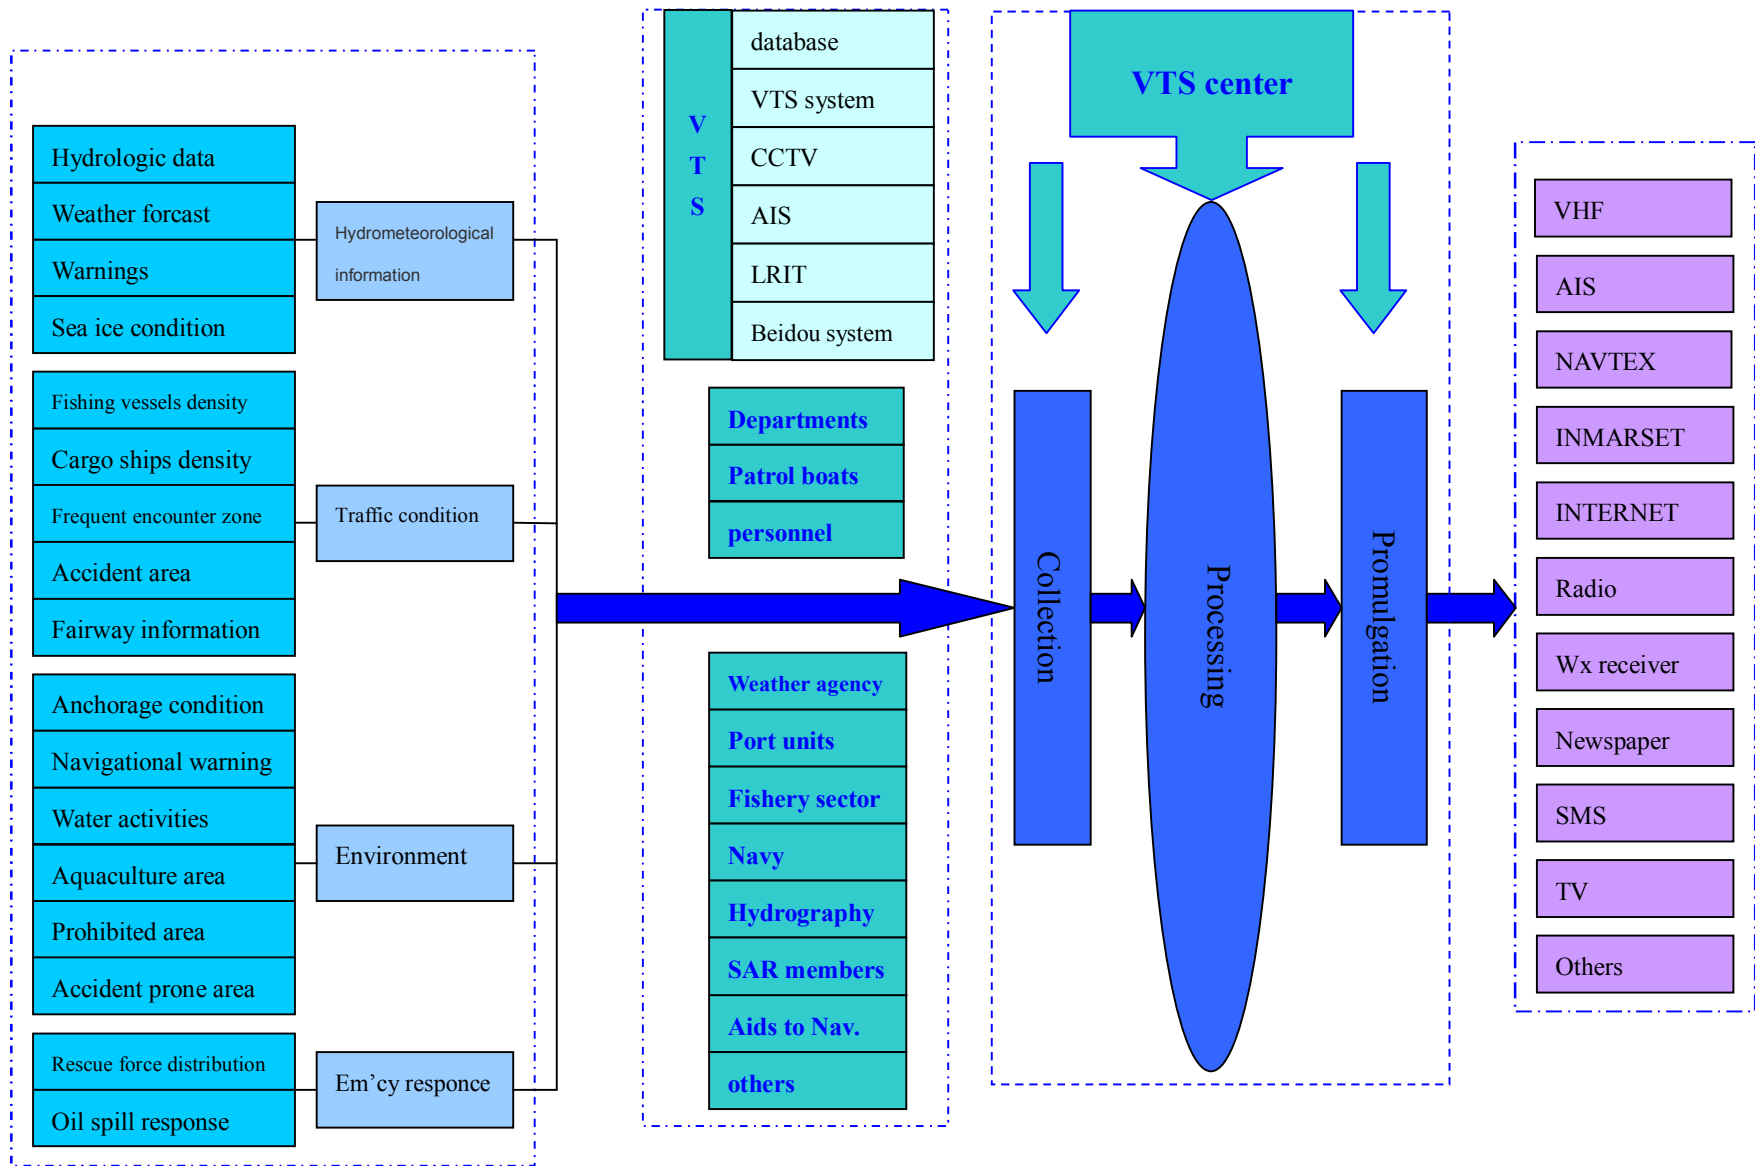 Hydrologic data
Weather forcast
Warnings
Sea ice condition
Hydrometeorological
information
Fishing vessels density
Cargo ships density
Frequent encounter zone
Accident area
Fairway information
Traffic condition
Anchorage condition
Navigational warning
Water activities
Aquaculture area
Prohibited area
Accident prone area
Environment
Rescue force distribution
Oil spill response
Em’cy responce
V
T
S
database
VTS system
CCTV
AIS
LRIT
Beidou system
Departments
Patrol boats
personnel
Weather agency
Port units
Fishery sector
Navy
Hydrography
SAR members
Aids to Nav.
others
VTS center
Collection
Processing
Promulgation
VHF
AIS
NAVTEX
INMARSET
INTERNET
Radio
Wx receiver
Newspaper
SMS
TV
Others